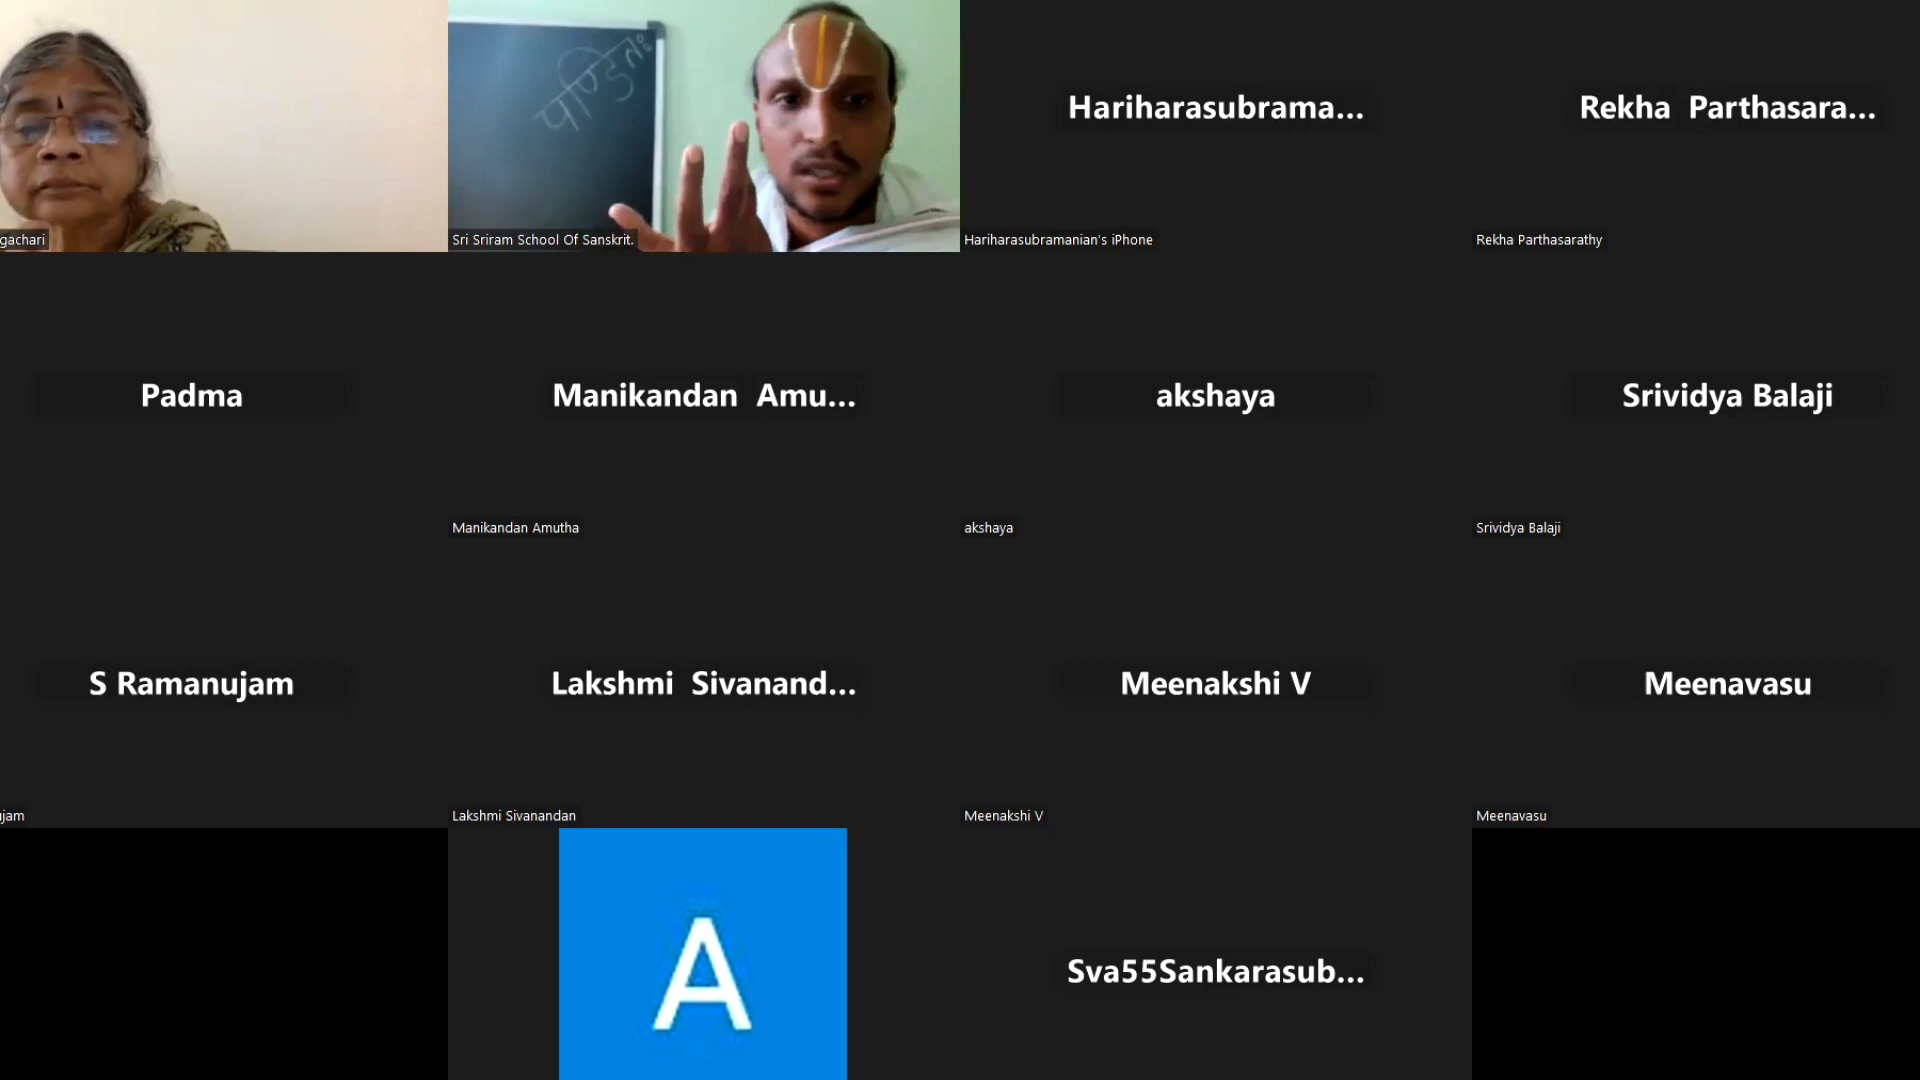 पण्डितः
Hariharasubrama...
Rekha Parthasara...
gachari
Sri Sriram School Of Sanskrit.
Hariharasubramanian's iPhone
Rekha Parthasarathy
Padma
Manikandan Amu...
akshaya
Srividya Balaji
Manikandan Amutha
akshaya
Srividya Balaji
S Ramanujam
Lakshmi Sivanand...
Meenakshi V
Meenavasu
jam
Lakshmi Sivanandan
Meenakshi V
Meenavasu
A
Sva55Sankarasub...